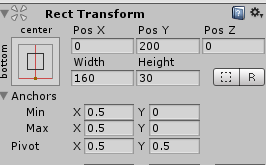 Rect Transform
center Pos X Pos Y Pos Z
bottom 0 200 0
Width Height
160 30 R
Anchors
Min X 0.5 Y 0
Max X 0.5 Y 0
Pivot X 0.5 Y 0.5